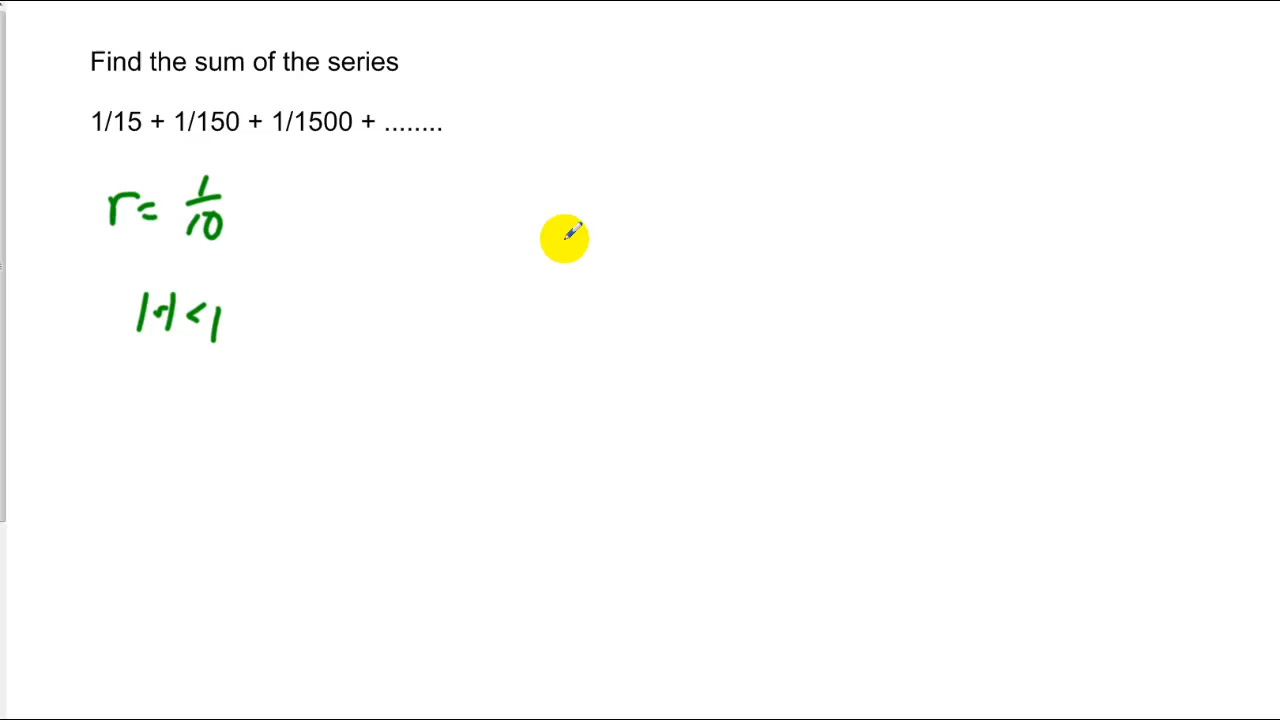 Find the sum of the series
1/15 + 1/150 + 1/1500 + ........
r = 1/10
|r| < 1